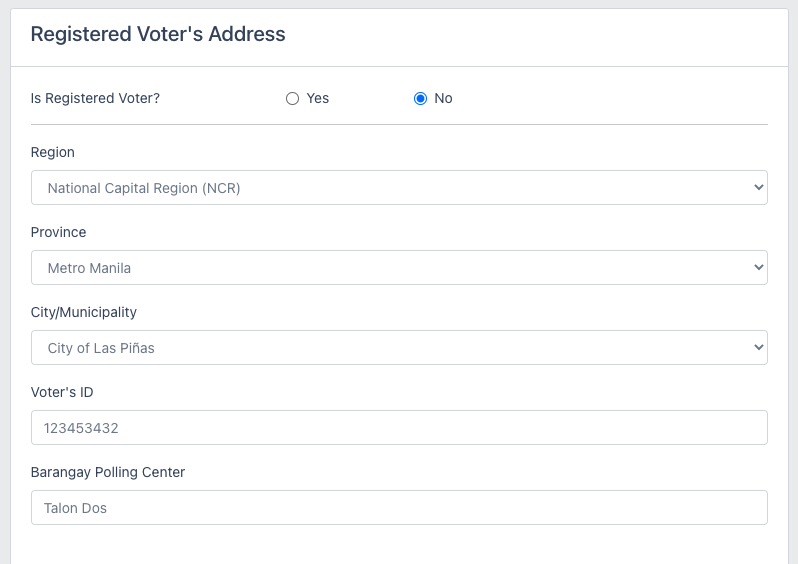 Registered Voter's Address
Is Registered Voter? Yes No
Region
National Capital Region (NCR)
Province
Metro Manila
City/Municipality
City of Las Piñas
Voter's ID
123453432
Barangay Polling Center
Talon Dos